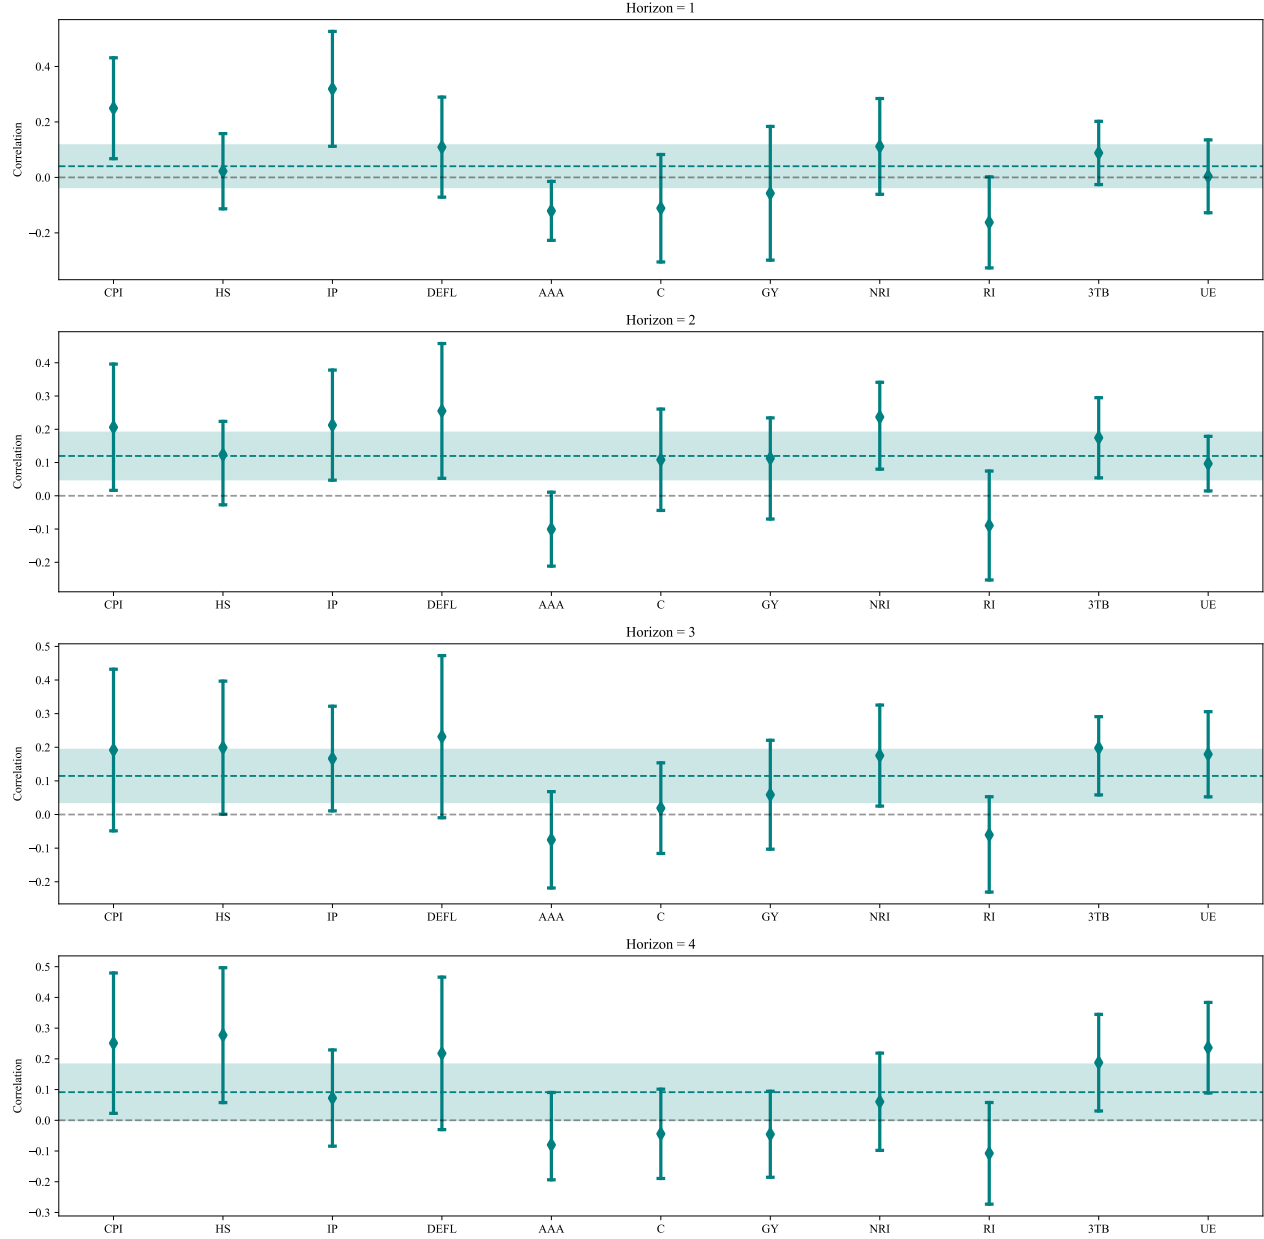 Horizon = 1
Correlation
0.4
0.2
0.0
−0.2
CPI HS IP DEFL AAA C GY NRI RI 3TB UE
Horizon = 2
Correlation
0.4
0.3
0.2
0.1
0.0
−0.1
−0.2
CPI HS IP DEFL AAA C GY NRI RI 3TB UE
Horizon = 3
Correlation
0.5
0.4
0.3
0.2
0.1
0.0
−0.1
−0.2
CPI HS IP DEFL AAA C GY NRI RI 3TB UE
Horizon = 4
Correlation
0.5
0.4
0.3
0.2
0.1
0.0
−0.1
−0.2
−0.3
CPI HS IP DEFL AAA C GY NRI RI 3TB UE